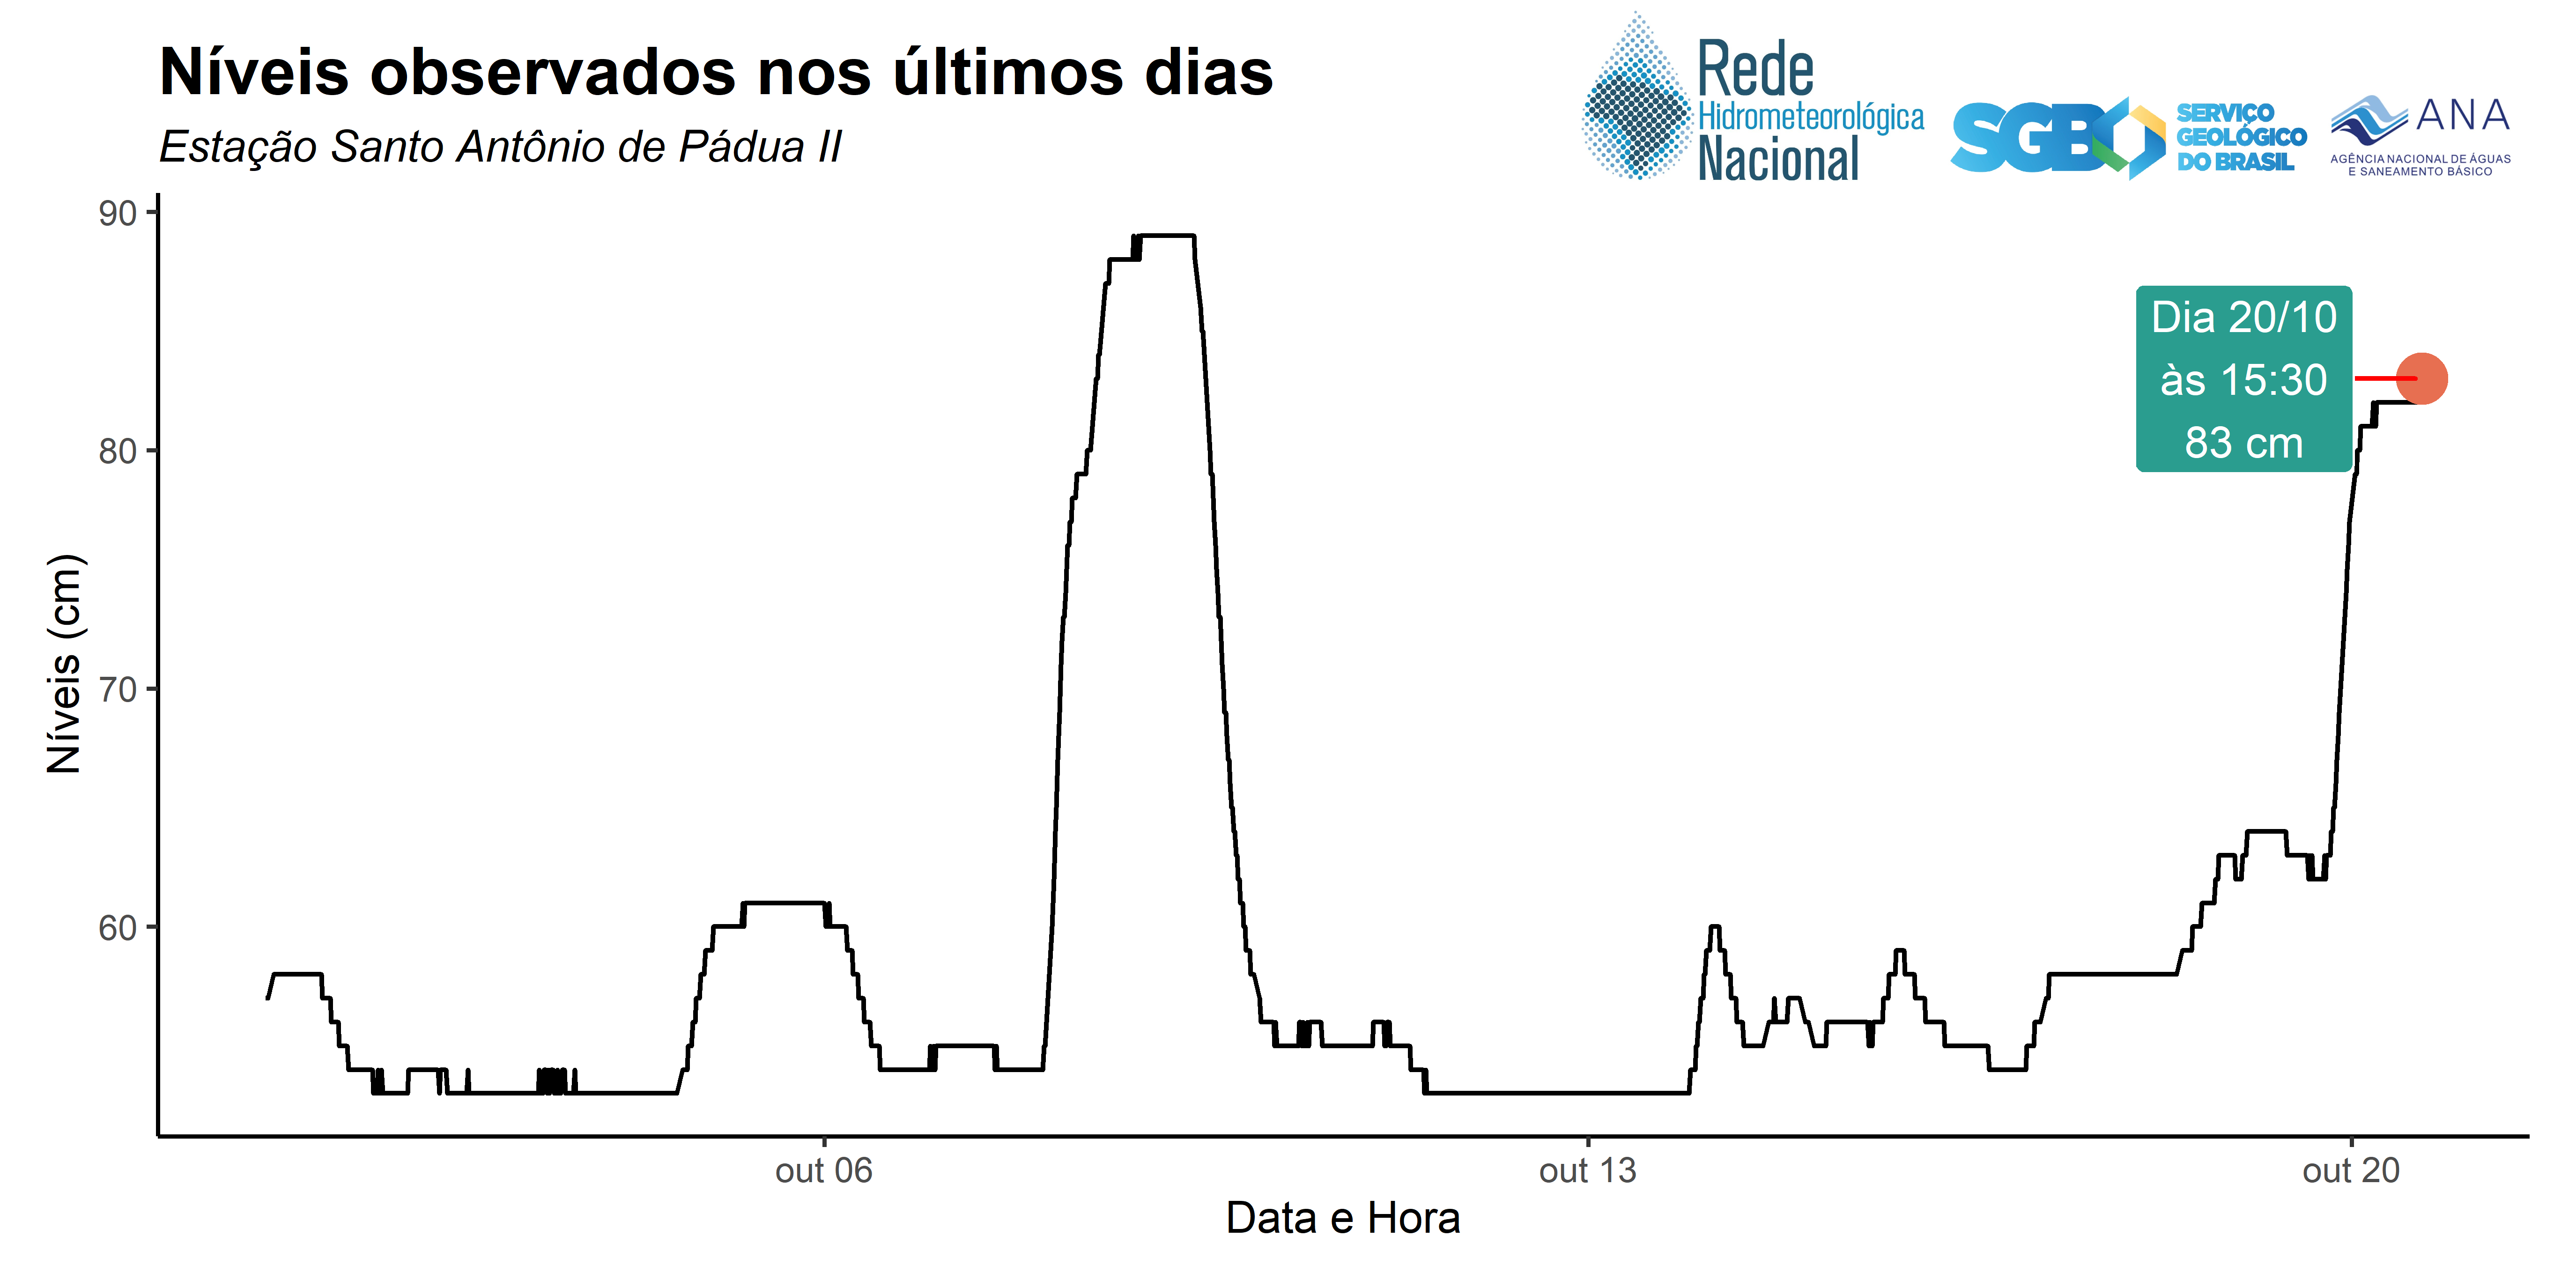 Níveis observados nos últimos dias
Estação Santo Antônio de Pádua II
Rede
Hidrometeorológica
Nacional
SGB
SERVIÇO
GEOLÓGICO
DO BRASIL
ANA
AGÊNCIA NACIONAL DE ÁGUAS
E SANEAMENTO BÁSICO
90
80
70
60
Níveis (cm)
Dia 20/10
às 15:30
83 cm
out 06
out 13
out 20
Data e Hora